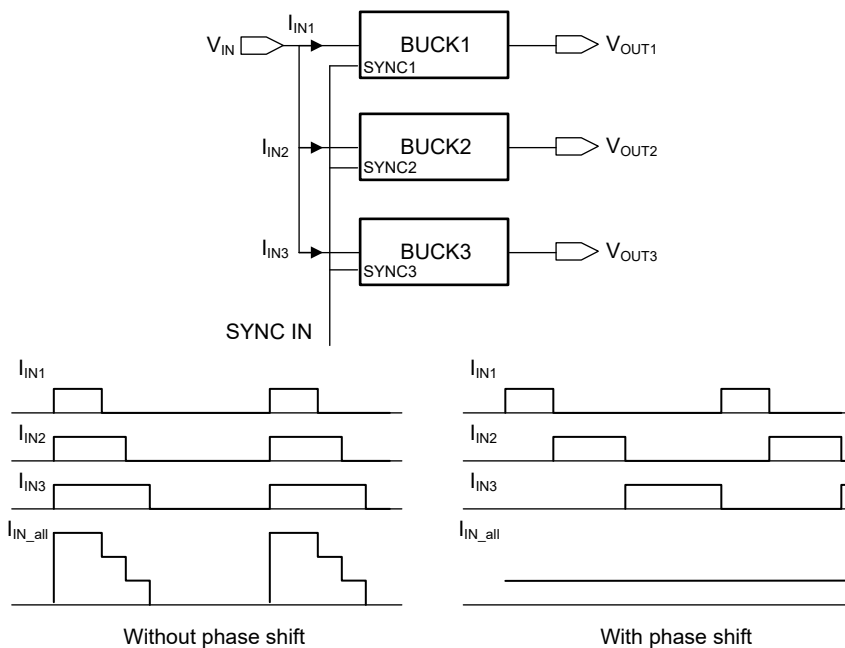 I_IN1
V_IN BUCK1 V_OUT1
SYNC1
I_IN2 BUCK2 V_OUT2
SYNC2
I_IN3 BUCK3 V_OUT3
SYNC3
SYNC IN
I_IN1
I_IN2
I_IN3
I_IN_all
Without phase shift
I_IN1
I_IN2
I_IN3
I_IN_all
With phase shift